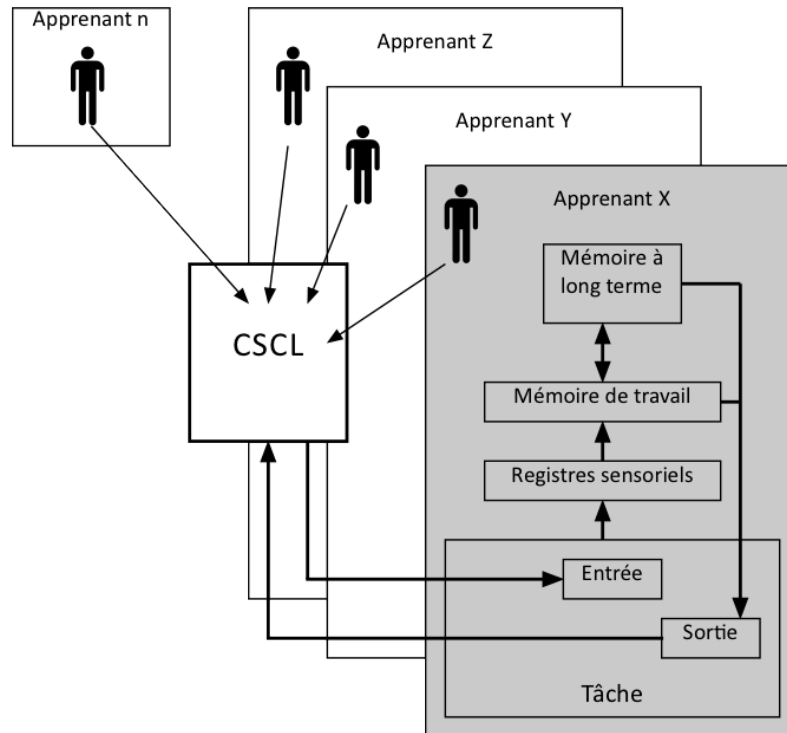 Apprenant n
Apprenant Z
Apprenant Y
Apprenant X
Mémoire à
long terme
CSCL
Mémoire de travail
Registres sensoriels
Entrée
Sortie
Tâche